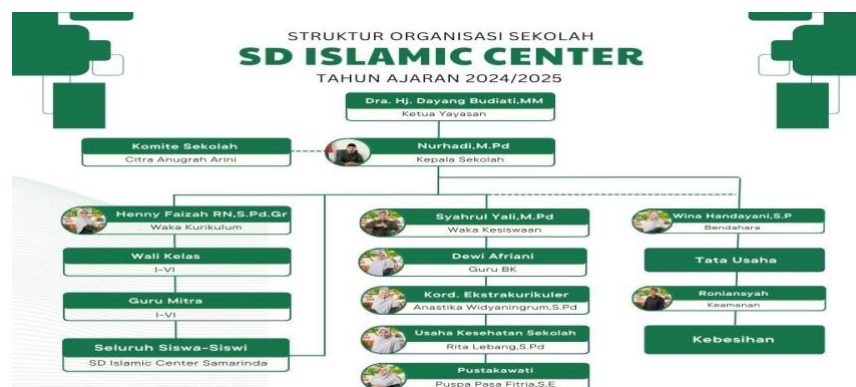 STRUKTUR ORGANISASI SEKOLAH
SD ISLAMIC CENTER
TAHUN AJARAN 2024/2025
Dra. Hj. Dayang Budiati,MM
Ketua Yayasan
Komite Sekolah
Citra Anugrah Arini
Nurhadi,M.Pd
Kepala Sekolah
Henny Faizah RN,S.Pd.Gr
Waka Kurikulum
Wali Kelas
I-VI
Guru Mitra
I-VI
Seluruh Siswa-Siswi
SD Islamic Center Samarinda
Syahrul Yali,M.Pd
Waka Kesiswaan
Dewi Afriani
Guru BK
Kord. Ekstrakurikuler
Anastika Widyaningrum,S.Pd
Usaha Kesehatan Sekolah
Rita Lebang,S.Pd
Pustakawati
Puspa Pasa Fitria,S.E
Wina Handayani,S.P
Bendahara
Tata Usaha
Roniansyah
Keamanan
Kebesihan